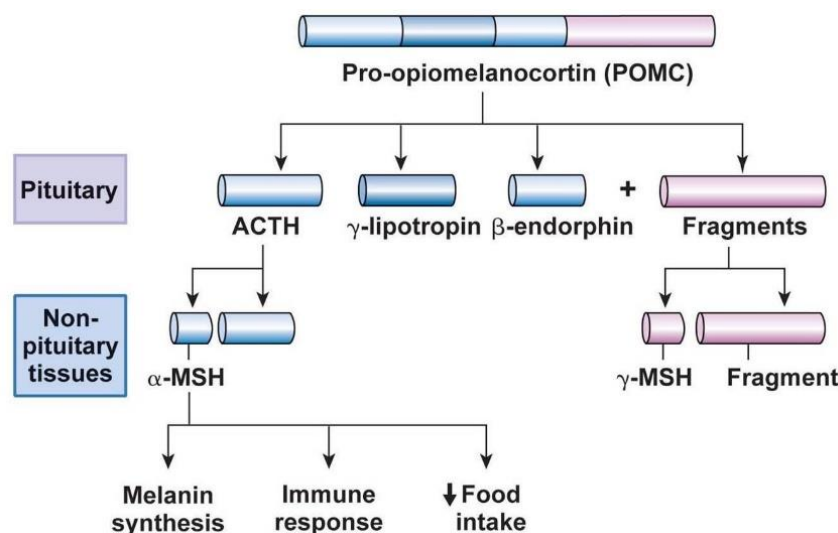 Pro-opiomelanocortin (POMC)
Pituitary
ACTH
γ-lipotropin
β-endorphin
+
Fragments
Non-
pituitary
tissues
α-MSH
γ-MSH
Fragment
Melanin
synthesis
Immune
response
Food
intake